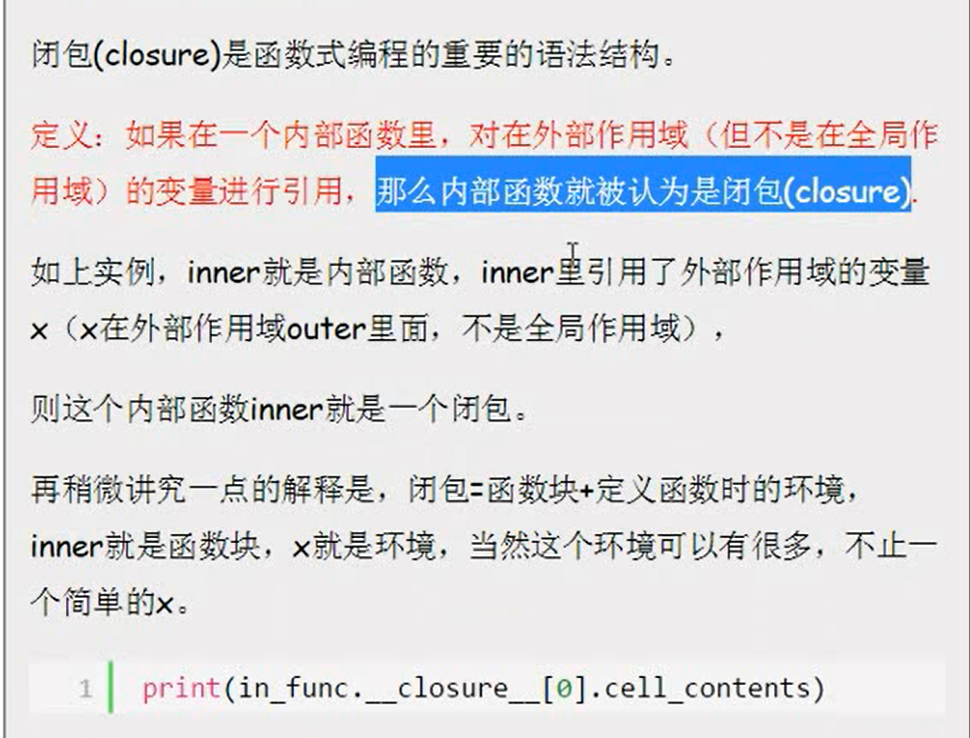 闭包(closure)是函数式编程的重要的语法结构。
定义：如果在一个内部函数里，对在外部作用域（但不是在全局作
用域）的变量进行引用，那么内部函数就被认为是闭包(closure).
如上实例，inner就是内部函数，inner里引用了外部作用域的变量
x（x在外部作用域outer里面，不是全局作用域），
则这个内部函数inner就是一个闭包。
再稍微讲究一点的解释是，闭包=函数块+定义函数时的环境，
inner就是函数块，x就是环境，当然这个环境可以有很多，不止一
个简单的x。
1 print(in_func.__closure__[0].cell_contents)